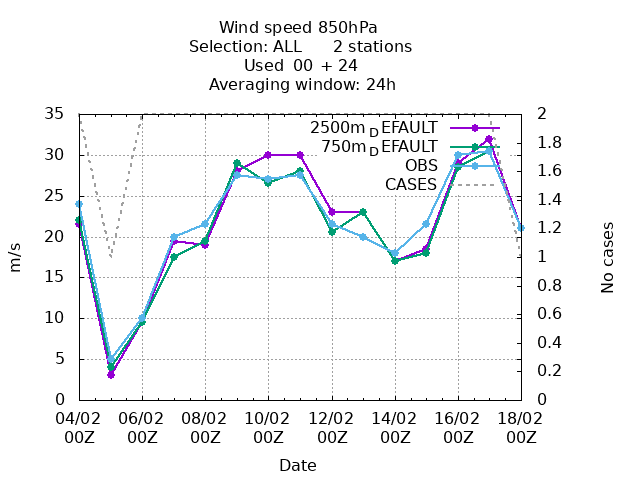 Wind speed 850hPa
Selection: ALL 2 stations
Used 00 + 24
Averaging window: 24h
2500m_DEFAULT
750m_DEFAULT
OBS
CASES
35
30
25
20
15
10
5
0
m/s
2
1.8
1.6
1.4
1.2
1
0.8
0.6
0.4
0.2
0
No cases
04/02 06/02 08/02 10/02 12/02 14/02 16/02 18/02
00Z 00Z 00Z 00Z 00Z 00Z 00Z 00Z
Date